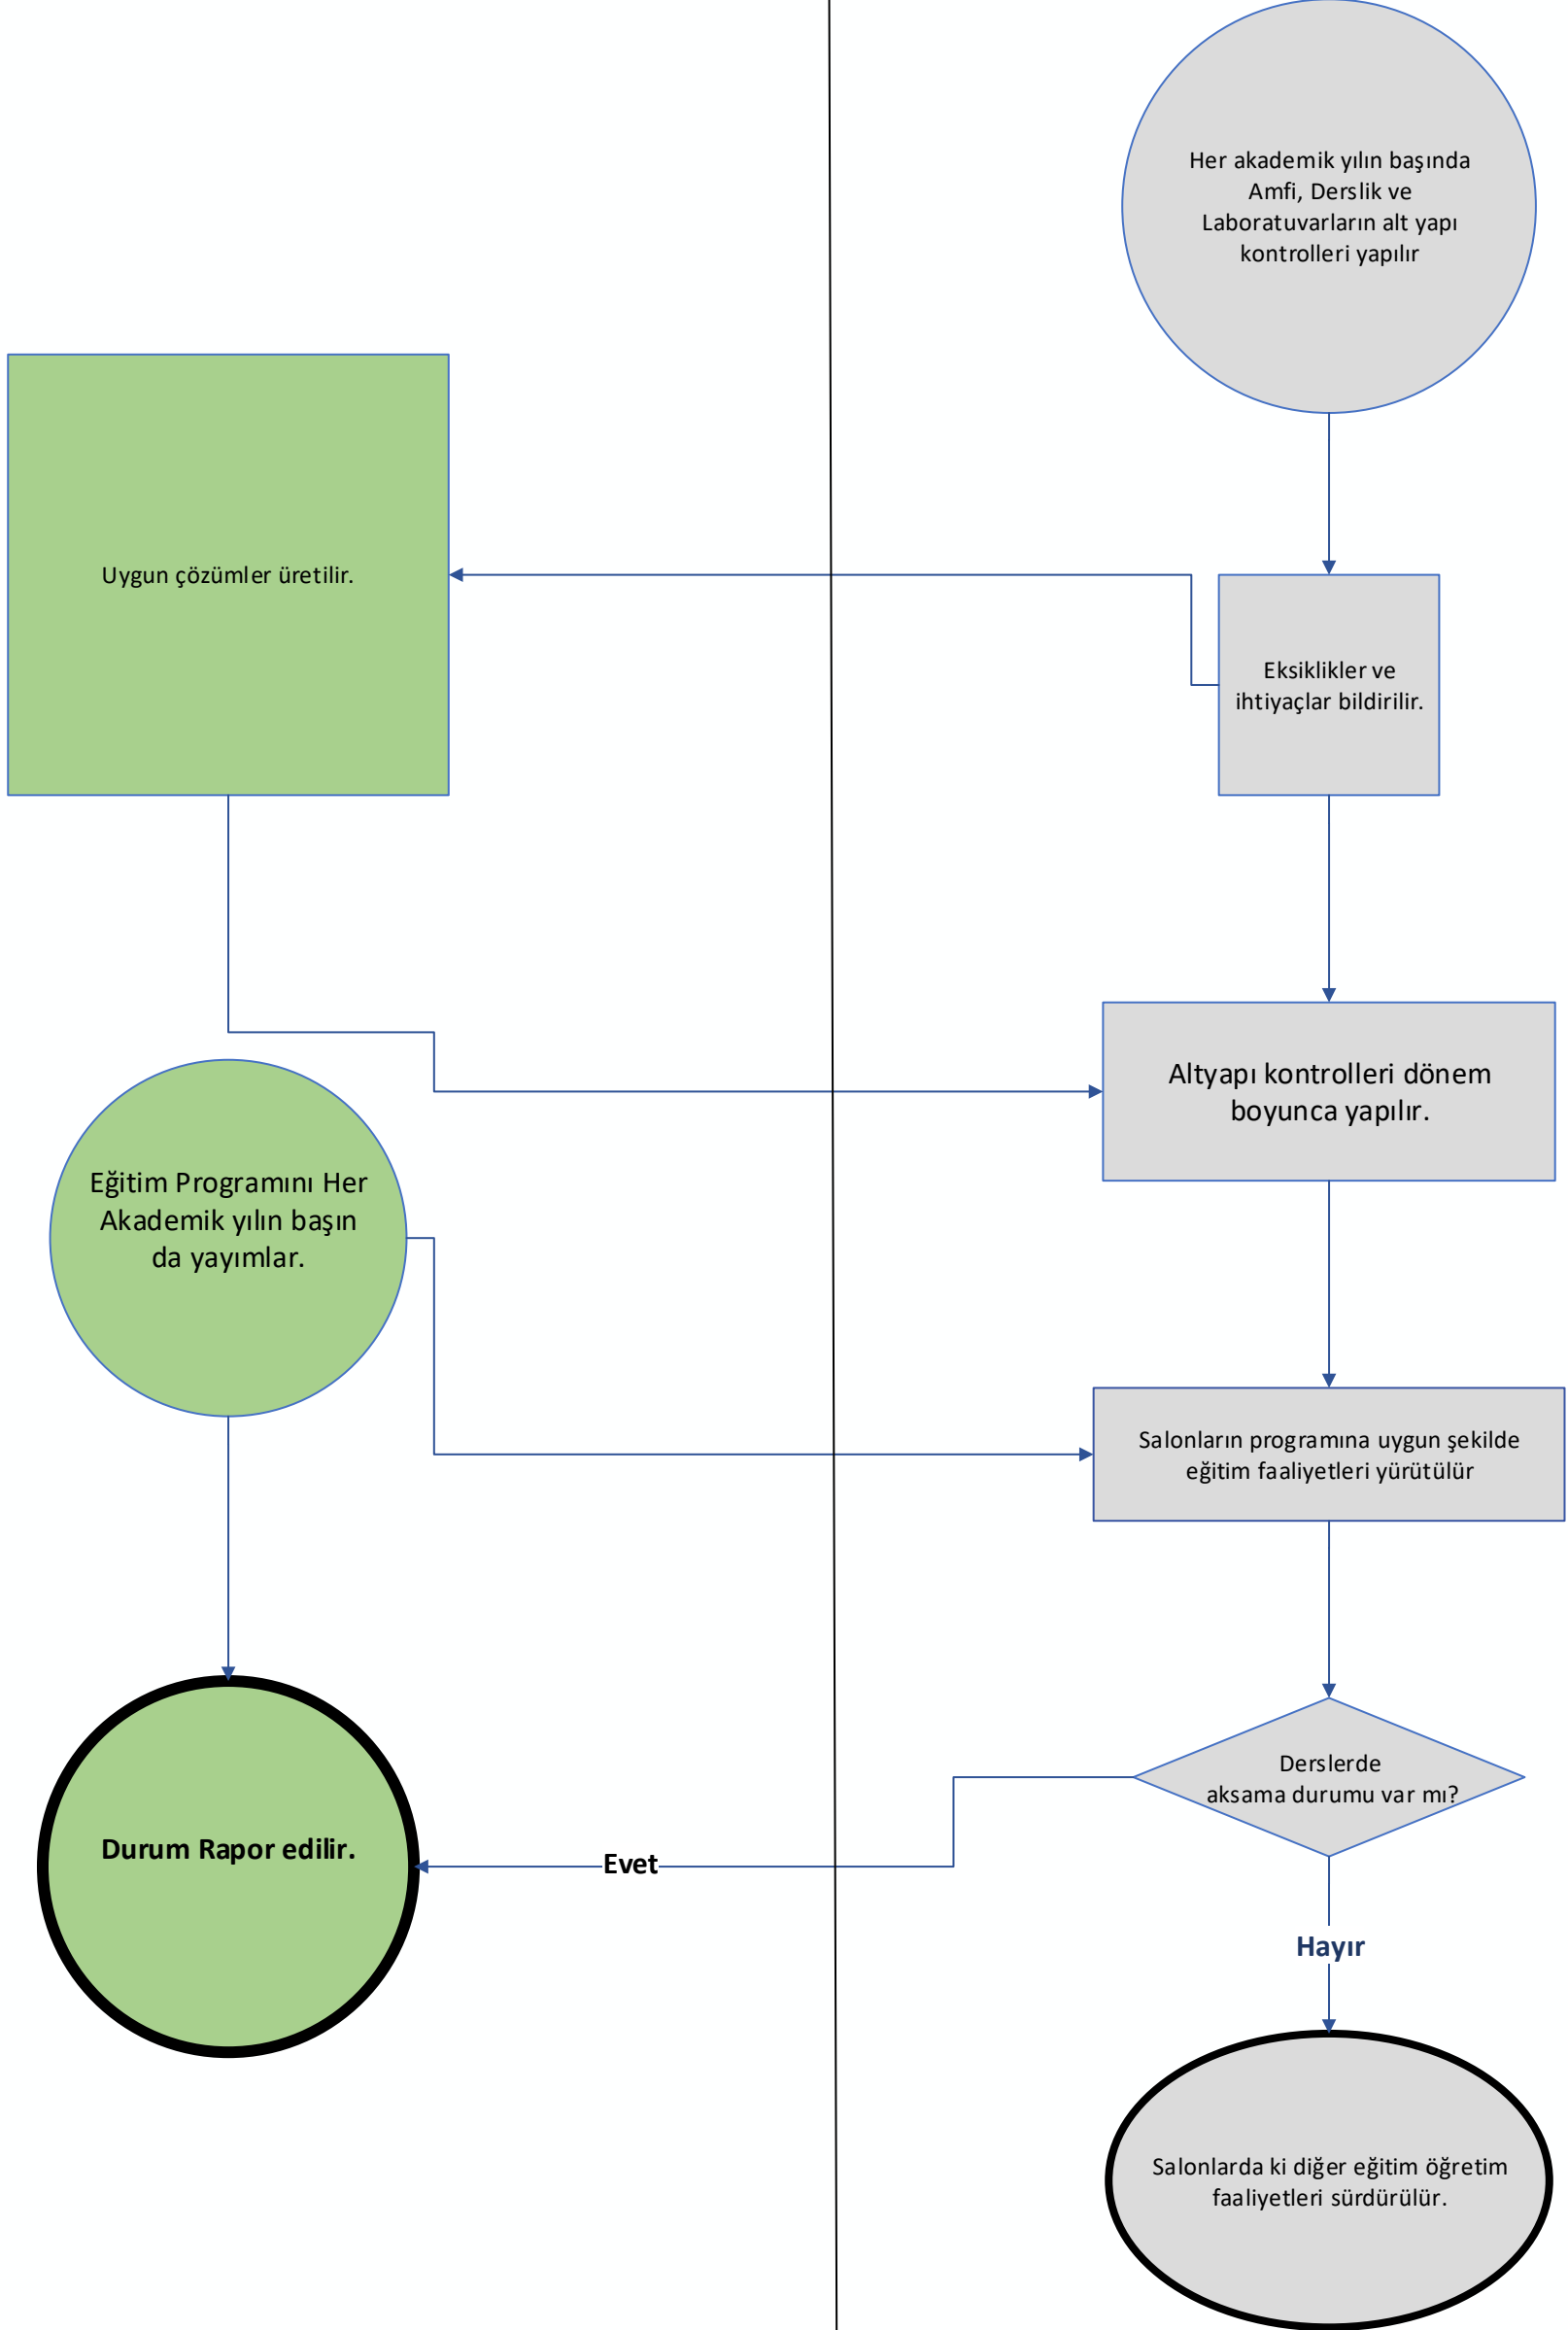 Her akademik yılın başında
Amfi, Derslik ve
Laboratuvarların alt yapı
kontrolleri yapılır
Uygun çözümler üretilir.
Eksiklikler ve
ihtiyaçlar bildirilir.
Altyapı kontrolleri dönem
boyunca yapılır.
Eğitim Programını Her
Akademik yılın başın
da yayımlar.
Salonların programına uygun şekilde
eğitim faaliyetleri yürütülür
Derslerde
aksama durumu var mı?
Durum Rapor edilir.
Evet
Hayır
Salonlarda ki diğer eğitim öğretim
faaliyetleri sürdürülür.